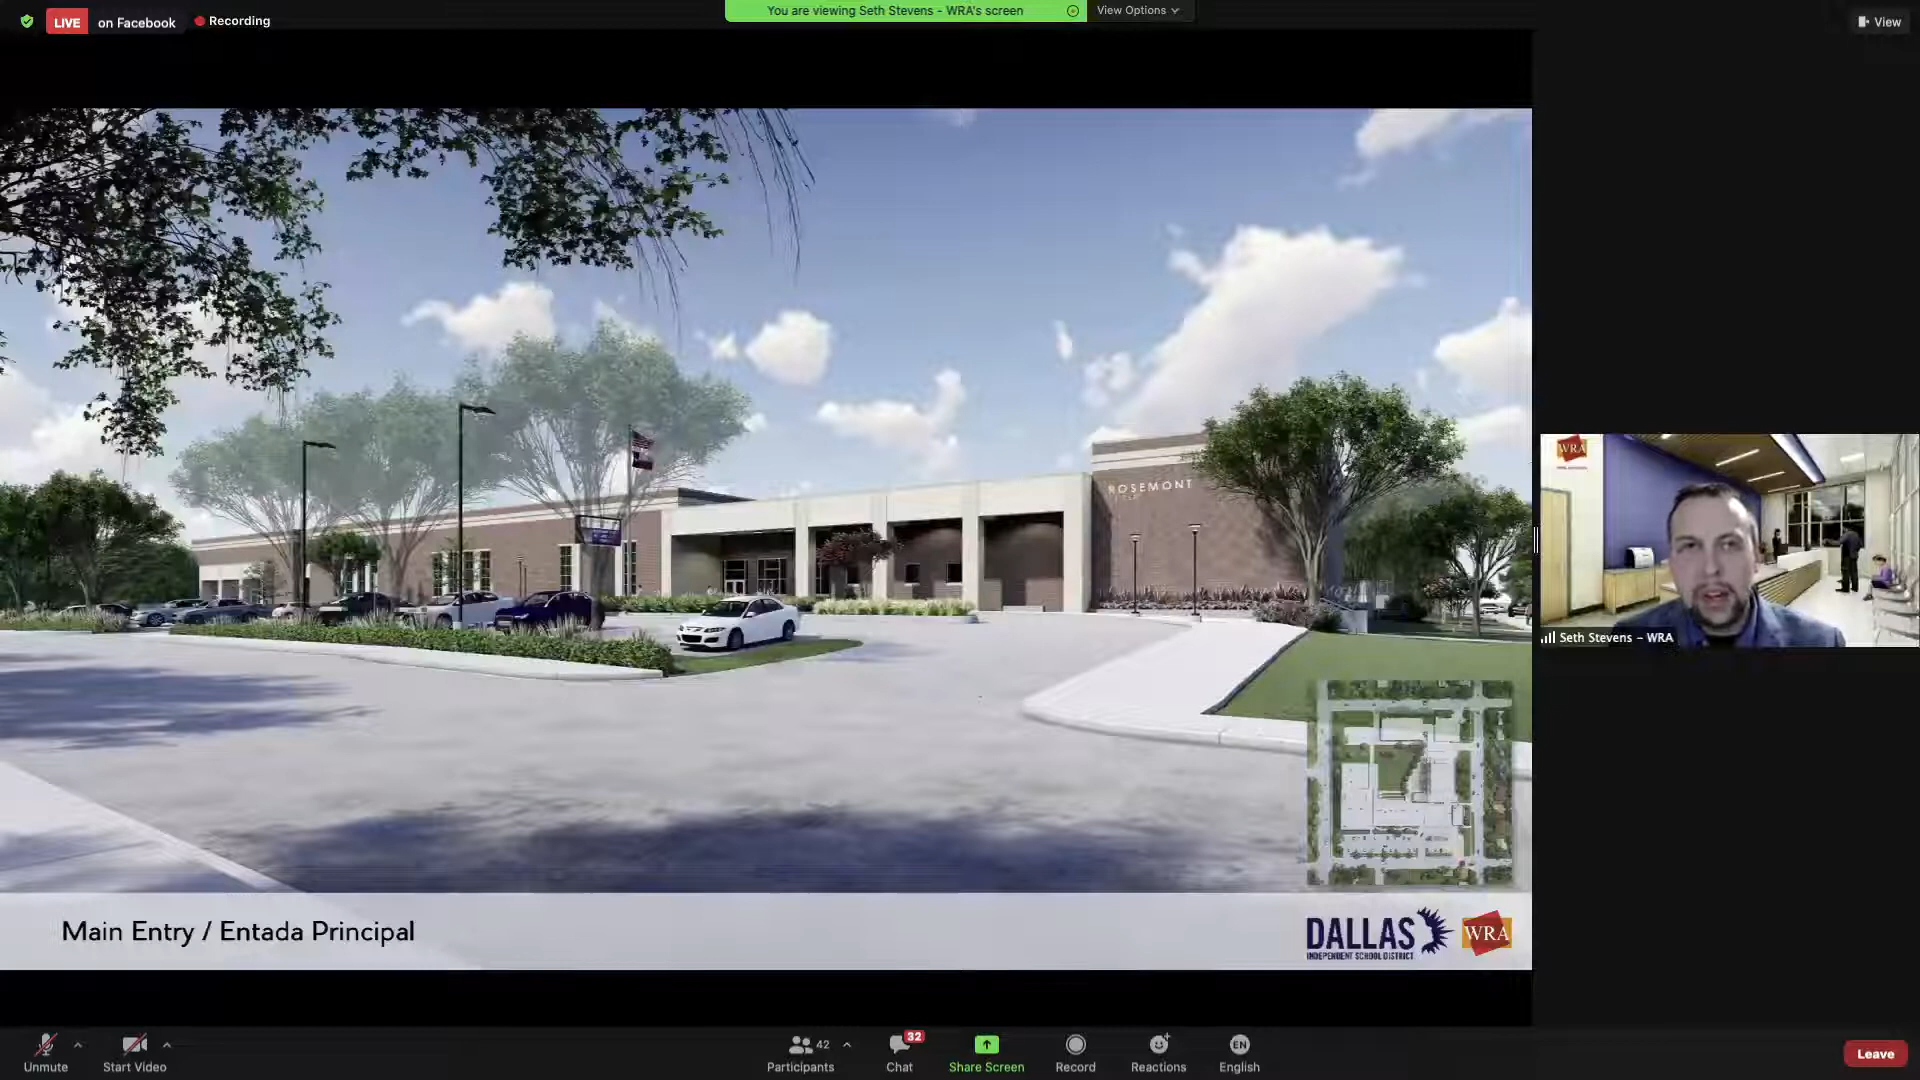 LIVE on Facebook Recording
You are viewing Seth Stevens - WRA's screen
View Options
View
ROSEMONT
WRA
Seth Stevens - WRA
Main Entry / Entada Principal
DALLAS
INDEPENDENT SCHOOL DISTRICT
WRA
Unmute
Start Video
42
Participants
32
Chat
Share Screen
Record
Reactions
EN
English
Leave